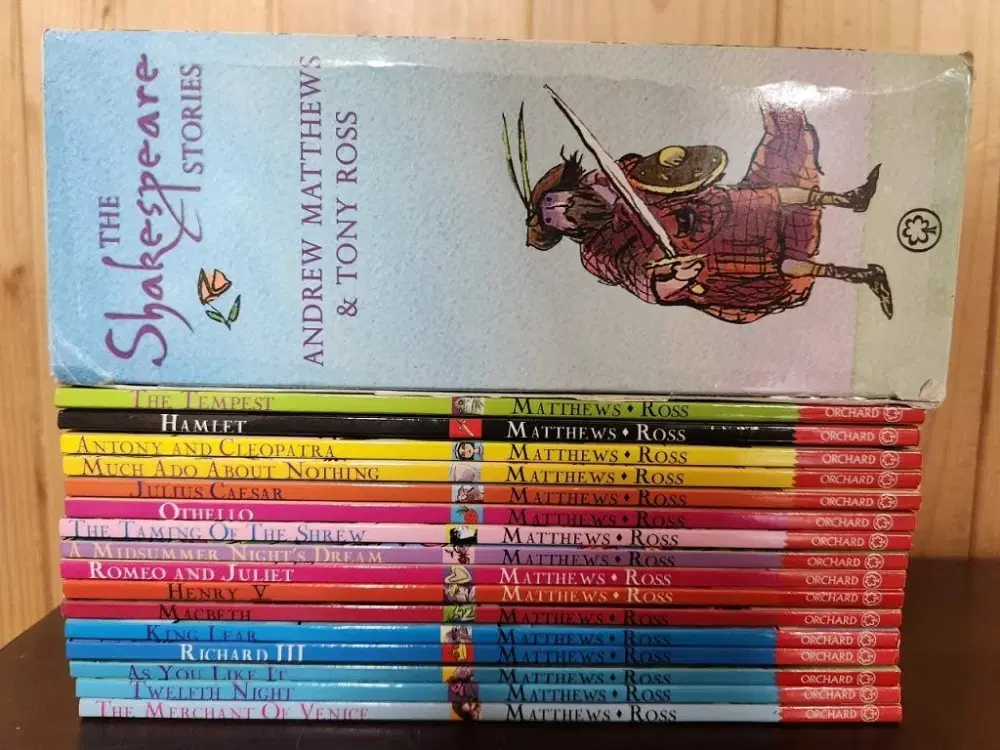 THE
Shakespeare
STORIES
ANDREW MATTHEWS
& TONY ROSS
THE TEMPEST MATTHEWS • ROSS ORCHARD
HAMLET MATTHEWS • ROSS ORCHARD
ANTONY AND CLEOPATRA MATTHEWS • ROSS ORCHARD
MUCH ADO ABOUT NOTHING MATTHEWS • ROSS ORCHARD
JULIUS CAESAR MATTHEWS • ROSS ORCHARD
OTHELLO MATTHEWS • ROSS ORCHARD
THE TAMING OF THE SHREW MATTHEWS • ROSS ORCHARD
A MIDSUMMER NIGHT'S DREAM MATTHEWS • ROSS ORCHARD
ROMEO AND JULIET MATTHEWS • ROSS ORCHARD
HENRY V MATTHEWS • ROSS ORCHARD
MACBETH MATTHEWS • ROSS ORCHARD
KING LEAR MATTHEWS • ROSS ORCHARD
RICHARD III MATTHEWS • ROSS ORCHARD
AS YOU LIKE IT MATTHEWS • ROSS ORCHARD
TWELFTH NIGHT MATTHEWS • ROSS ORCHARD
THE MERCHANT OF VENICE MATTHEWS • ROSS ORCHARD